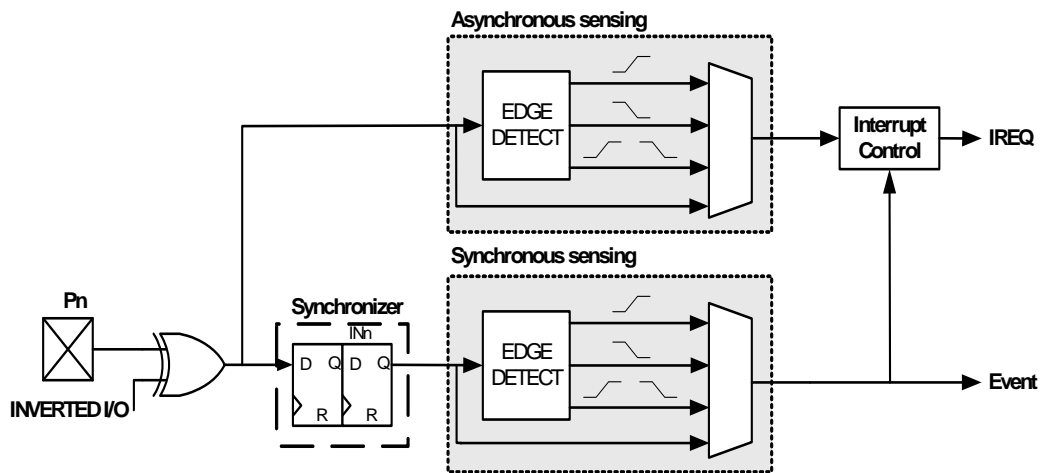 Asynchronous sensing
EDGE
DETECT
Interrupt
Control
IREQ
Synchronous sensing
Pn
Synchronizer
INn
D Q D Q
R R
EDGE
DETECT
INVERTED I/O
Event